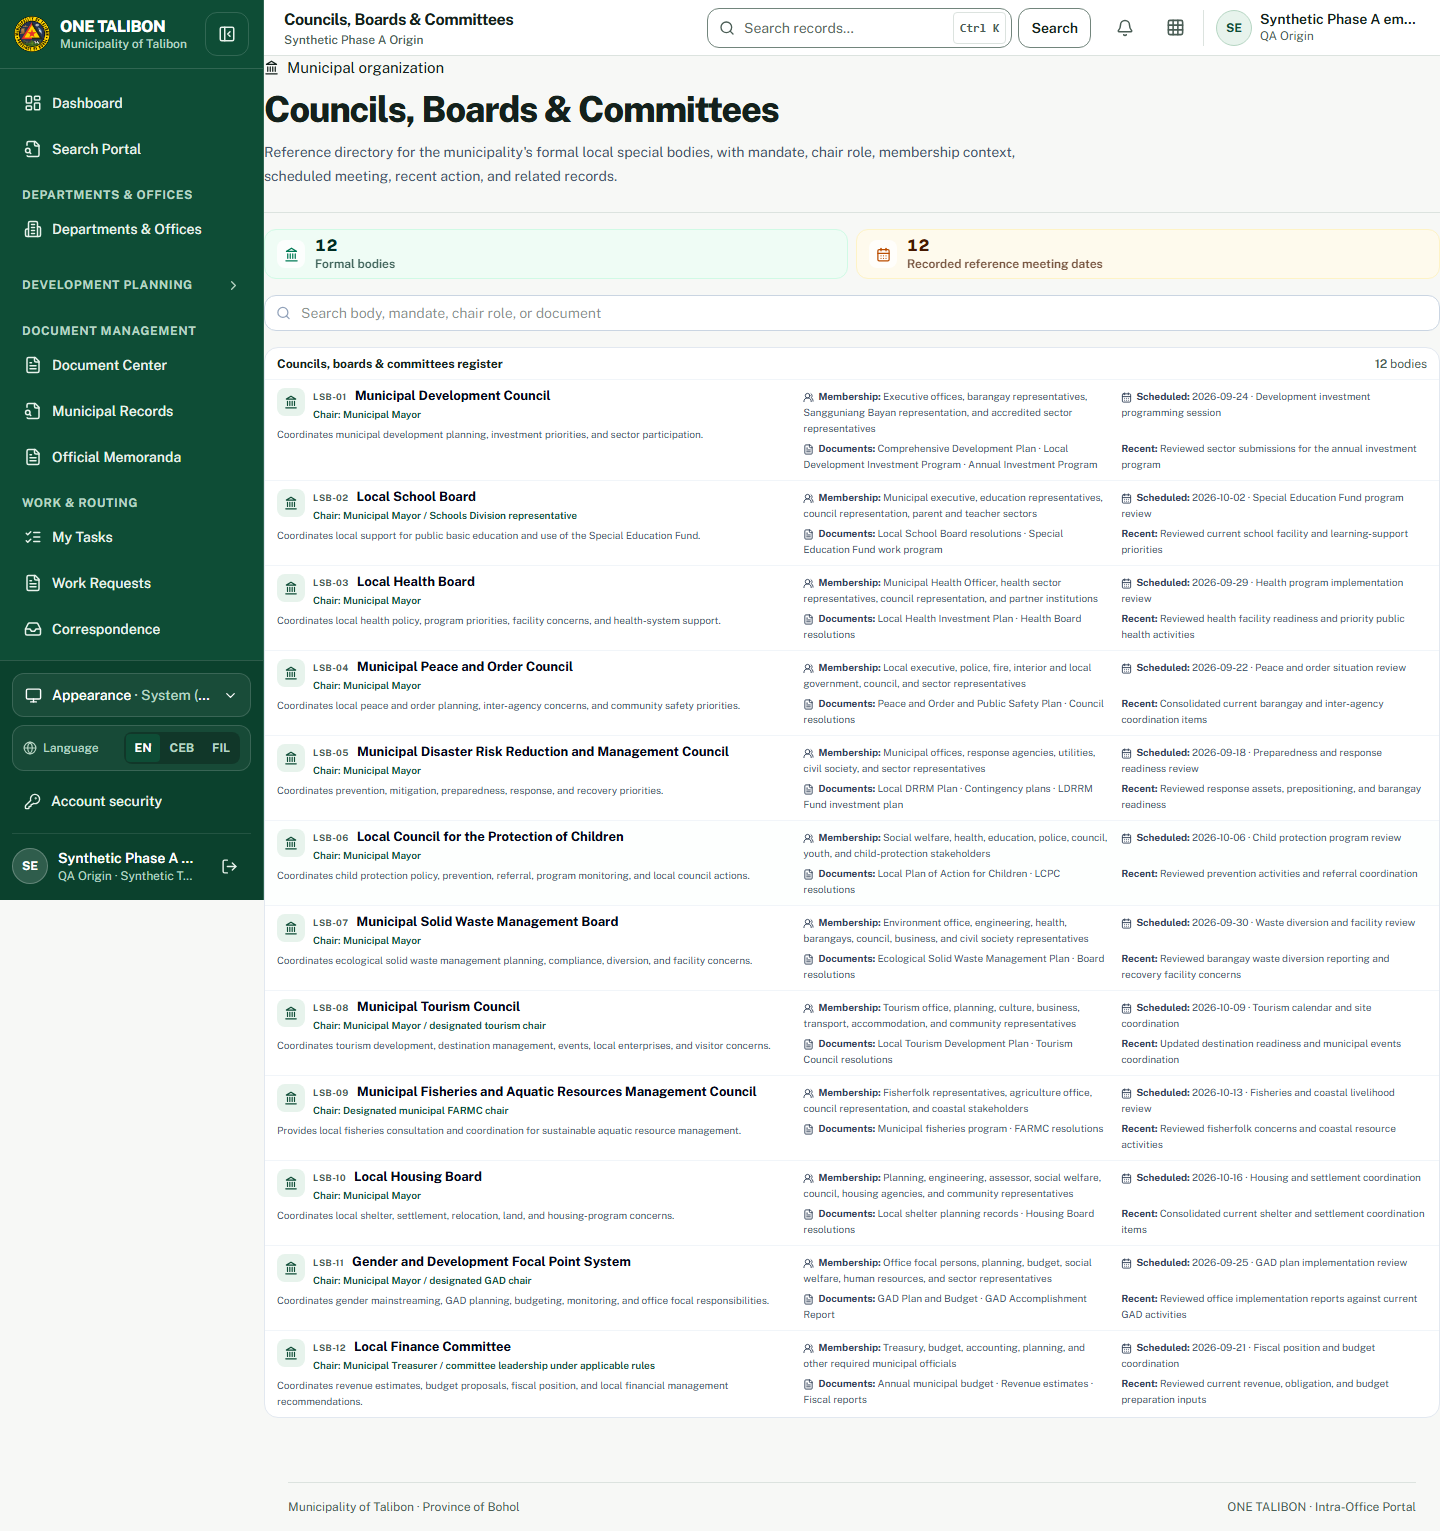 ONE TALIBON
Municipality of Talibon
Dashboard
Search Portal
DEPARTMENTS & OFFICES
Departments & Offices
DEVELOPMENT PLANNING
DOCUMENT MANAGEMENT
Document Center
Municipal Records
Official Memoranda
WORK & ROUTING
My Tasks
Work Requests
Correspondence
Appearance · System (...
Language
EN CEB FIL
Account security
SE
Synthetic Phase A ...
QA Origin · Synthetic T...
Councils, Boards & Committees
Synthetic Phase A Origin
Search records...
Ctrl K
Search
SE
Synthetic Phase A em...
QA Origin
Municipal organization
Councils, Boards & Committees
Reference directory for the municipality's formal local special bodies, with mandate, chair role, membership context,
scheduled meeting, recent action, and related records.
12
Formal bodies
12
Recorded reference meeting dates
Search body, mandate, chair role, or document
Councils, boards & committees register
12 bodies
LSB-01 Municipal Development Council
Chair: Municipal Mayor
Coordinates municipal development planning, investment priorities, and sector participation.
Membership: Executive offices, barangay representatives,
Sangguniang Bayan representation, and accredited sector
representatives
Documents: Comprehensive Development Plan · Local
Development Investment Program · Annual Investment Program
Scheduled: 2026-09-24 · Development investment
programming session
Recent: Reviewed sector submissions for the annual investment
program
LSB-02 Local School Board
Chair: Municipal Mayor / Schools Division representative
Coordinates local support for public basic education and use of the Special Education Fund.
Membership: Municipal executive, education representatives,
council representation, parent and teacher sectors
Documents: Local School Board resolutions · Special
Education Fund work program
Scheduled: 2026-10-02 · Special Education Fund program
review
Recent: Reviewed current school facility and learning-support
priorities
LSB-03 Local Health Board
Chair: Municipal Mayor
Coordinates local health policy, program priorities, facility concerns, and health-system support.
Membership: Municipal Health Officer, health sector
representatives, council representation, and partner institutions
Documents: Local Health Investment Plan · Health Board
resolutions
Scheduled: 2026-09-29 · Health program implementation
review
Recent: Reviewed health facility readiness and priority public
health activities
LSB-04 Municipal Peace and Order Council
Chair: Municipal Mayor
Coordinates local peace and order planning, inter-agency concerns, and community safety priorities.
Membership: Local executive, police, fire, interior and local
government, council, and sector representatives
Documents: Peace and Order and Public Safety Plan · Council
resolutions
Scheduled: 2026-09-22 · Peace and order situation review
Recent: Consolidated current barangay and inter-agency
coordination items
LSB-05 Municipal Disaster Risk Reduction and Management Council
Chair: Municipal Mayor
Coordinates prevention, mitigation, preparedness, response, and recovery priorities.
Membership: Municipal offices, response agencies, utilities,
civil society, and sector representatives
Documents: Local DRRM Plan · Contingency plans · LDRRM
Fund investment plan
Scheduled: 2026-09-18 · Preparedness and response
readiness review
Recent: Reviewed response assets, prepositioning, and barangay
readiness
LSB-06 Local Council for the Protection of Children
Chair: Municipal Mayor
Coordinates child protection policy, prevention, referral, program monitoring, and local council actions.
Membership: Social welfare, health, education, police, council,
youth, and child-protection stakeholders
Documents: Local Plan of Action for Children · LCPC
resolutions
Scheduled: 2026-10-06 · Child protection program review
Recent: Reviewed prevention activities and referral coordination
LSB-07 Municipal Solid Waste Management Board
Chair: Municipal Mayor
Coordinates ecological solid waste management planning, compliance, diversion, and facility concerns.
Membership: Environment office, engineering, health,
barangays, council, business, and civil society representatives
Documents: Ecological Solid Waste Management Plan · Board
resolutions
Scheduled: 2026-09-30 · Waste diversion and facility review
Recent: Reviewed barangay waste diversion reporting and
recovery facility concerns
LSB-08 Municipal Tourism Council
Chair: Municipal Mayor / designated tourism chair
Coordinates tourism development, destination management, events, local enterprises, and visitor concerns.
Membership: Tourism office, planning, culture, business,
transport, accommodation, and community representatives
Documents: Local Tourism Development Plan · Tourism
Council resolutions
Scheduled: 2026-10-09 · Tourism calendar and site
coordination
Recent: Updated destination readiness and municipal events
coordination
LSB-09 Municipal Fisheries and Aquatic Resources Management Council
Chair: Designated municipal FARMC chair
Provides local fisheries consultation and coordination for sustainable aquatic resource management.
Membership: Fisherfolk representatives, agriculture office,
council representation, and coastal stakeholders
Documents: Municipal fisheries program · FARMC resolutions
Scheduled: 2026-10-13 · Fisheries and coastal livelihood
review
Recent: Reviewed fisherfolk concerns and coastal resource
activities
LSB-10 Local Housing Board
Chair: Municipal Mayor
Coordinates local shelter, settlement, relocation, land, and housing-program concerns.
Membership: Planning, engineering, assessor, social welfare,
council, housing agencies, and community representatives
Documents: Local shelter planning records · Housing Board
resolutions
Scheduled: 2026-10-16 · Housing and settlement coordination
Recent: Consolidated current shelter and settlement coordination
items
LSB-11 Gender and Development Focal Point System
Chair: Municipal Mayor / designated GAD chair
Coordinates gender mainstreaming, GAD planning, budgeting, monitoring, and office focal responsibilities.
Membership: Office focal persons, planning, budget, social
welfare, human resources, and sector representatives
Documents: GAD Plan and Budget · GAD Accomplishment
Report
Scheduled: 2026-09-25 · GAD plan implementation review
Recent: Reviewed office implementation reports against current
GAD activities
LSB-12 Local Finance Committee
Chair: Municipal Treasurer / committee leadership under applicable rules
Coordinates revenue estimates, budget proposals, fiscal position, and local financial management
recommendations.
Membership: Treasury, budget, accounting, planning, and
other required municipal officials
Documents: Annual municipal budget · Revenue estimates ·
Fiscal reports
Scheduled: 2026-09-21 · Fiscal position and budget
coordination
Recent: Reviewed current revenue, obligation, and budget
preparation inputs
Municipality of Talibon · Province of Bohol
ONE TALIBON · Intra-Office Portal